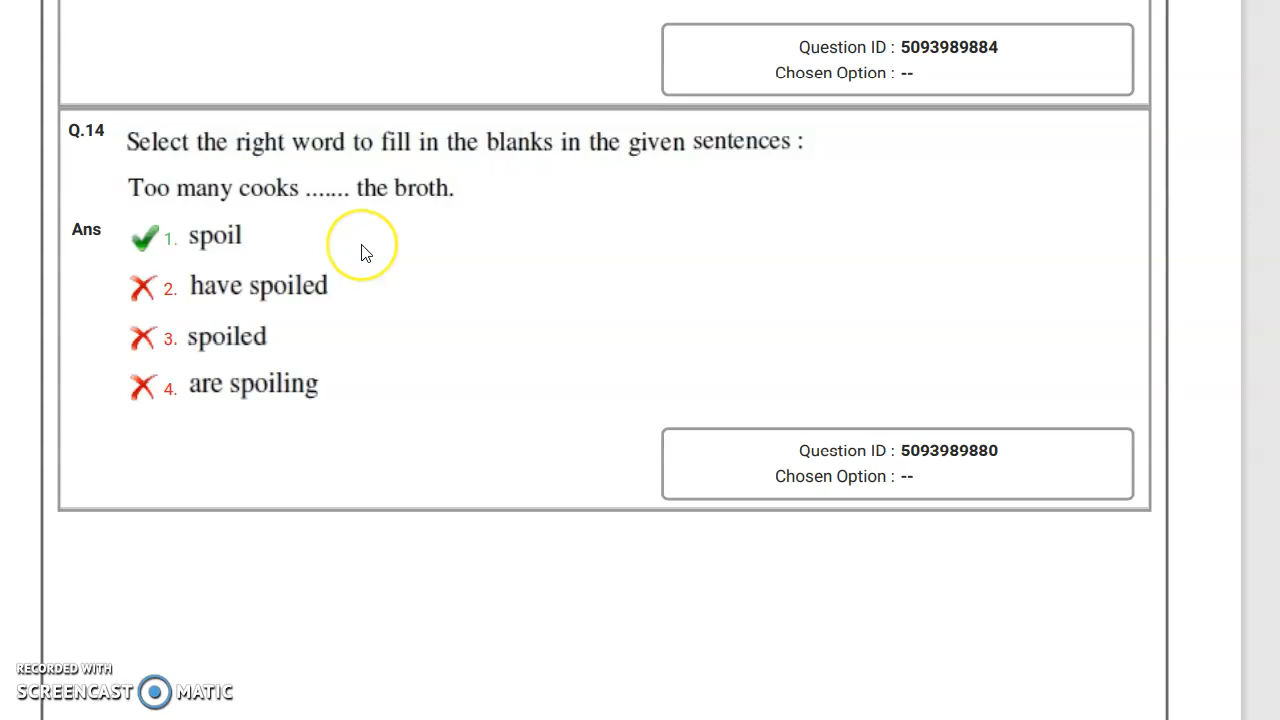 Question ID : 5093989884
Chosen Option : --
Q.14 Select the right word to fill in the blanks in the given sentences :
Too many cooks ....... the broth.
Ans 1. spoil
2. have spoiled
3. spoiled
4. are spoiling
Question ID : 5093989880
Chosen Option : --
RECORDED WITH
SCREENCAST MATIC